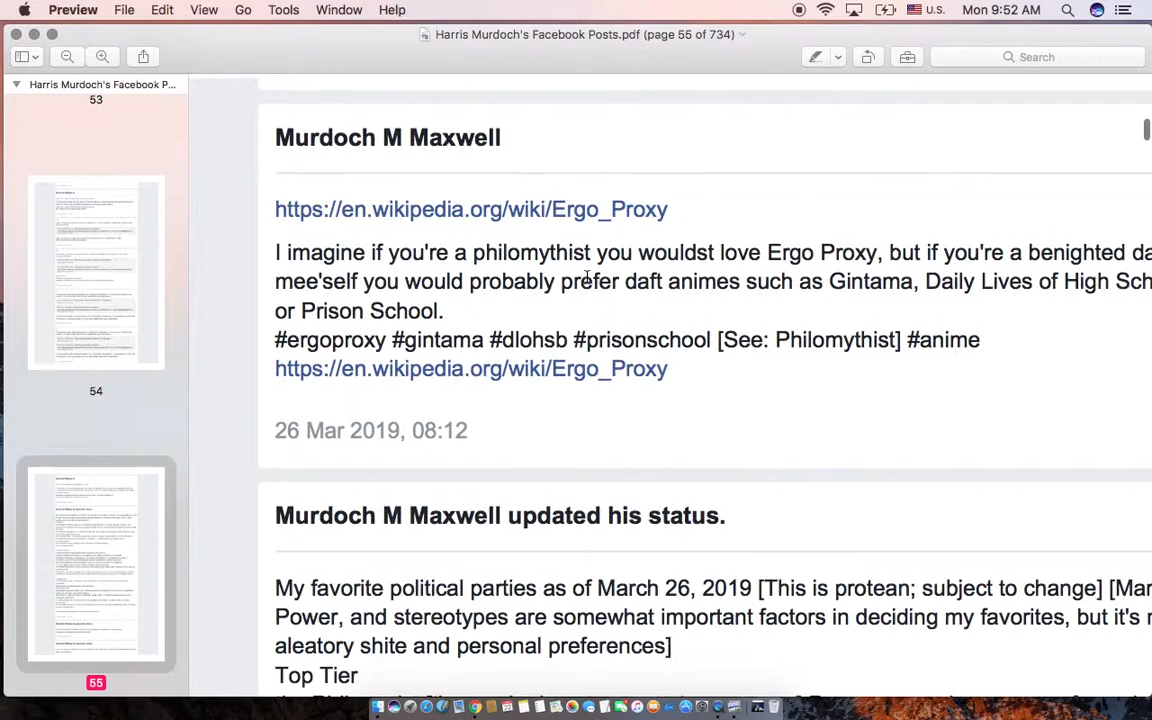 Preview File Edit View Go Tools Window Help U.S. Mon 9:52 AM
Harris Murdoch's Facebook Posts.pdf (page 55 of 734)
Search
Harris Murdoch's Facebook P...
53
54
55
Murdoch M Maxwell
https://en.wikipedia.org/wiki/Ergo_Proxy
I imagine if you're a philomythist you wouldst love Ergo Proxy, but if you're a benighted da
mee'self you would probably prefer daft animes such as Gintama, Daily Lives of High Sch
or Prison School.
#ergoproxy #gintama #dlohsb #prisonschool [See: Philomythist] #anime
https://en.wikipedia.org/wiki/Ergo_Proxy
26 Mar 2019, 08:12
Murdoch M Maxwell updated his status.
My favorite political parties as of March 26, 2019 [This is protean; subject to change] [Mar
Power, and stereotypes are somewhat important factors in deciding my favorites, but it's m
aleatory shite and personal preferences]
Top Tier